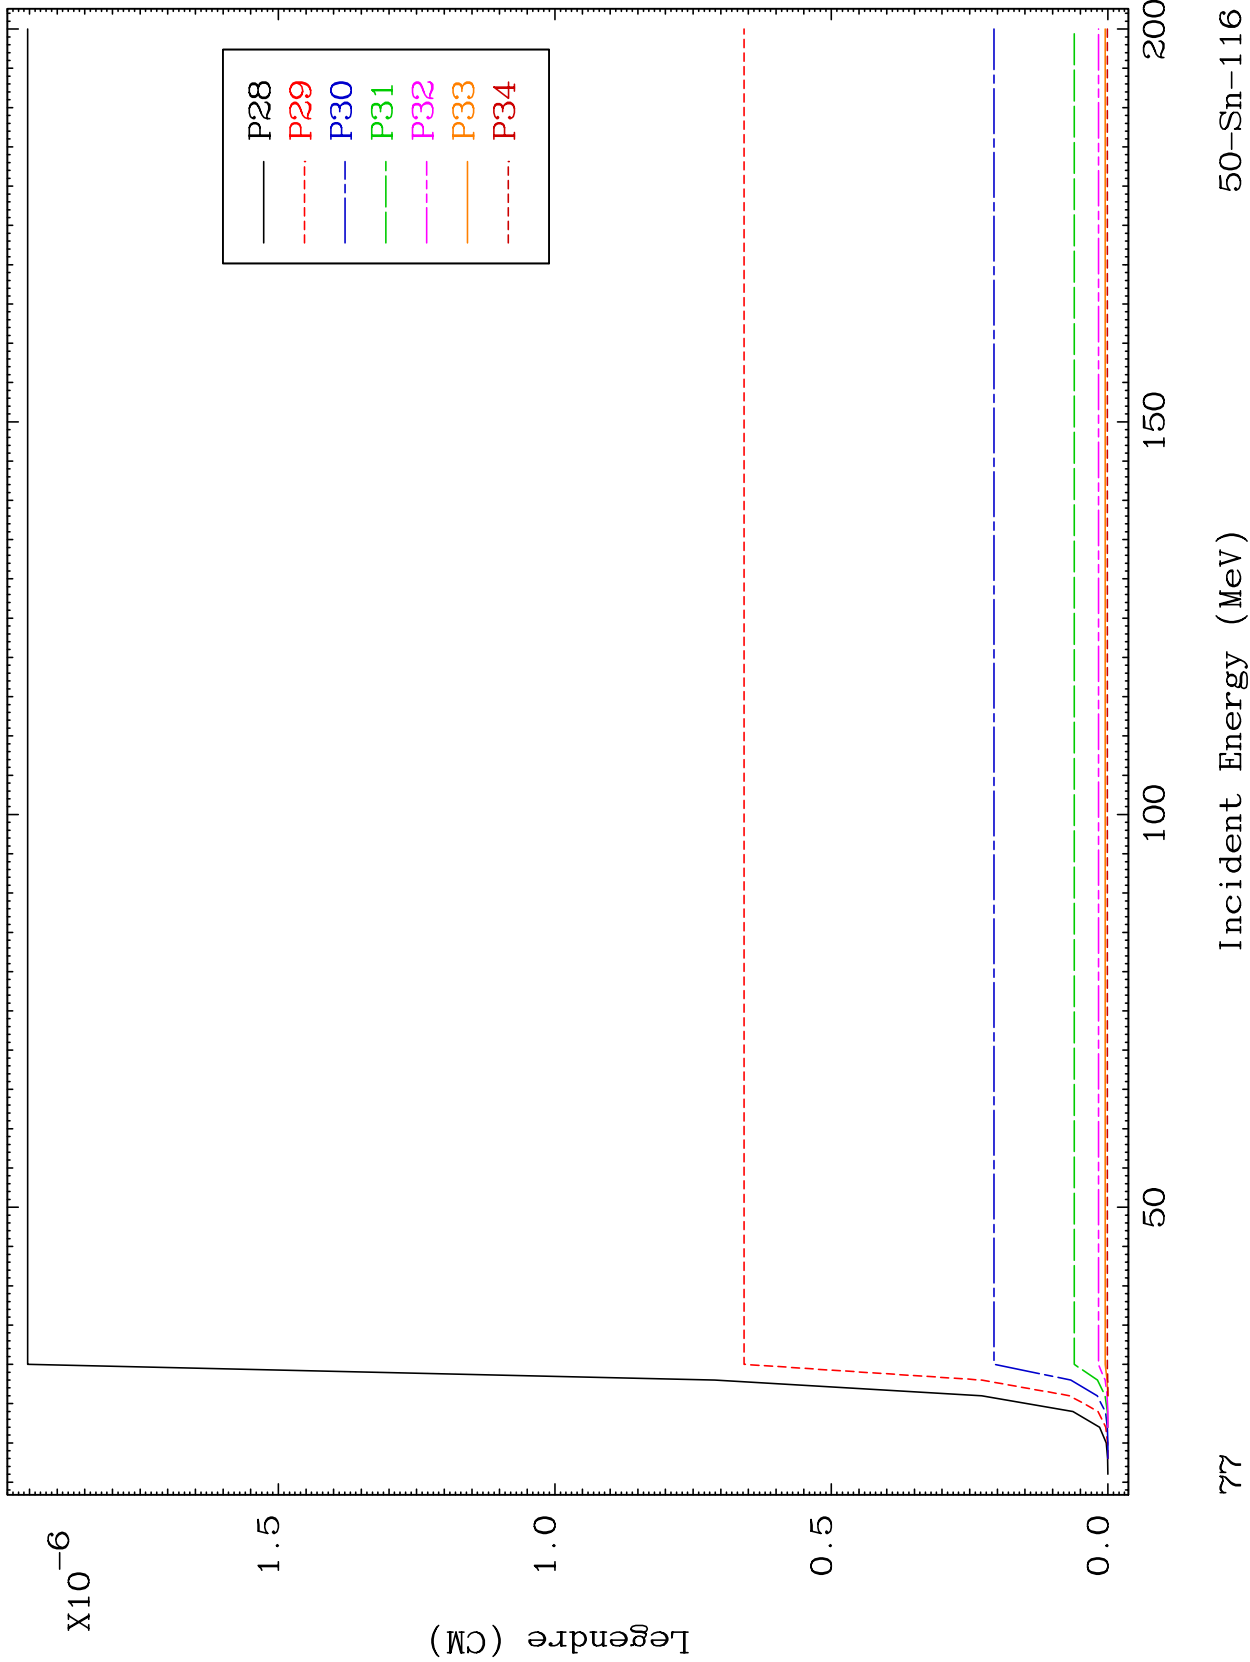 X10-6
1.5
1.0
0.5
0.0
Legendre (CM)
P28
P29
P30
P31
P32
P33
P34
50
100
150
200
Incident Energy (MeV)
77
50-Sn-116